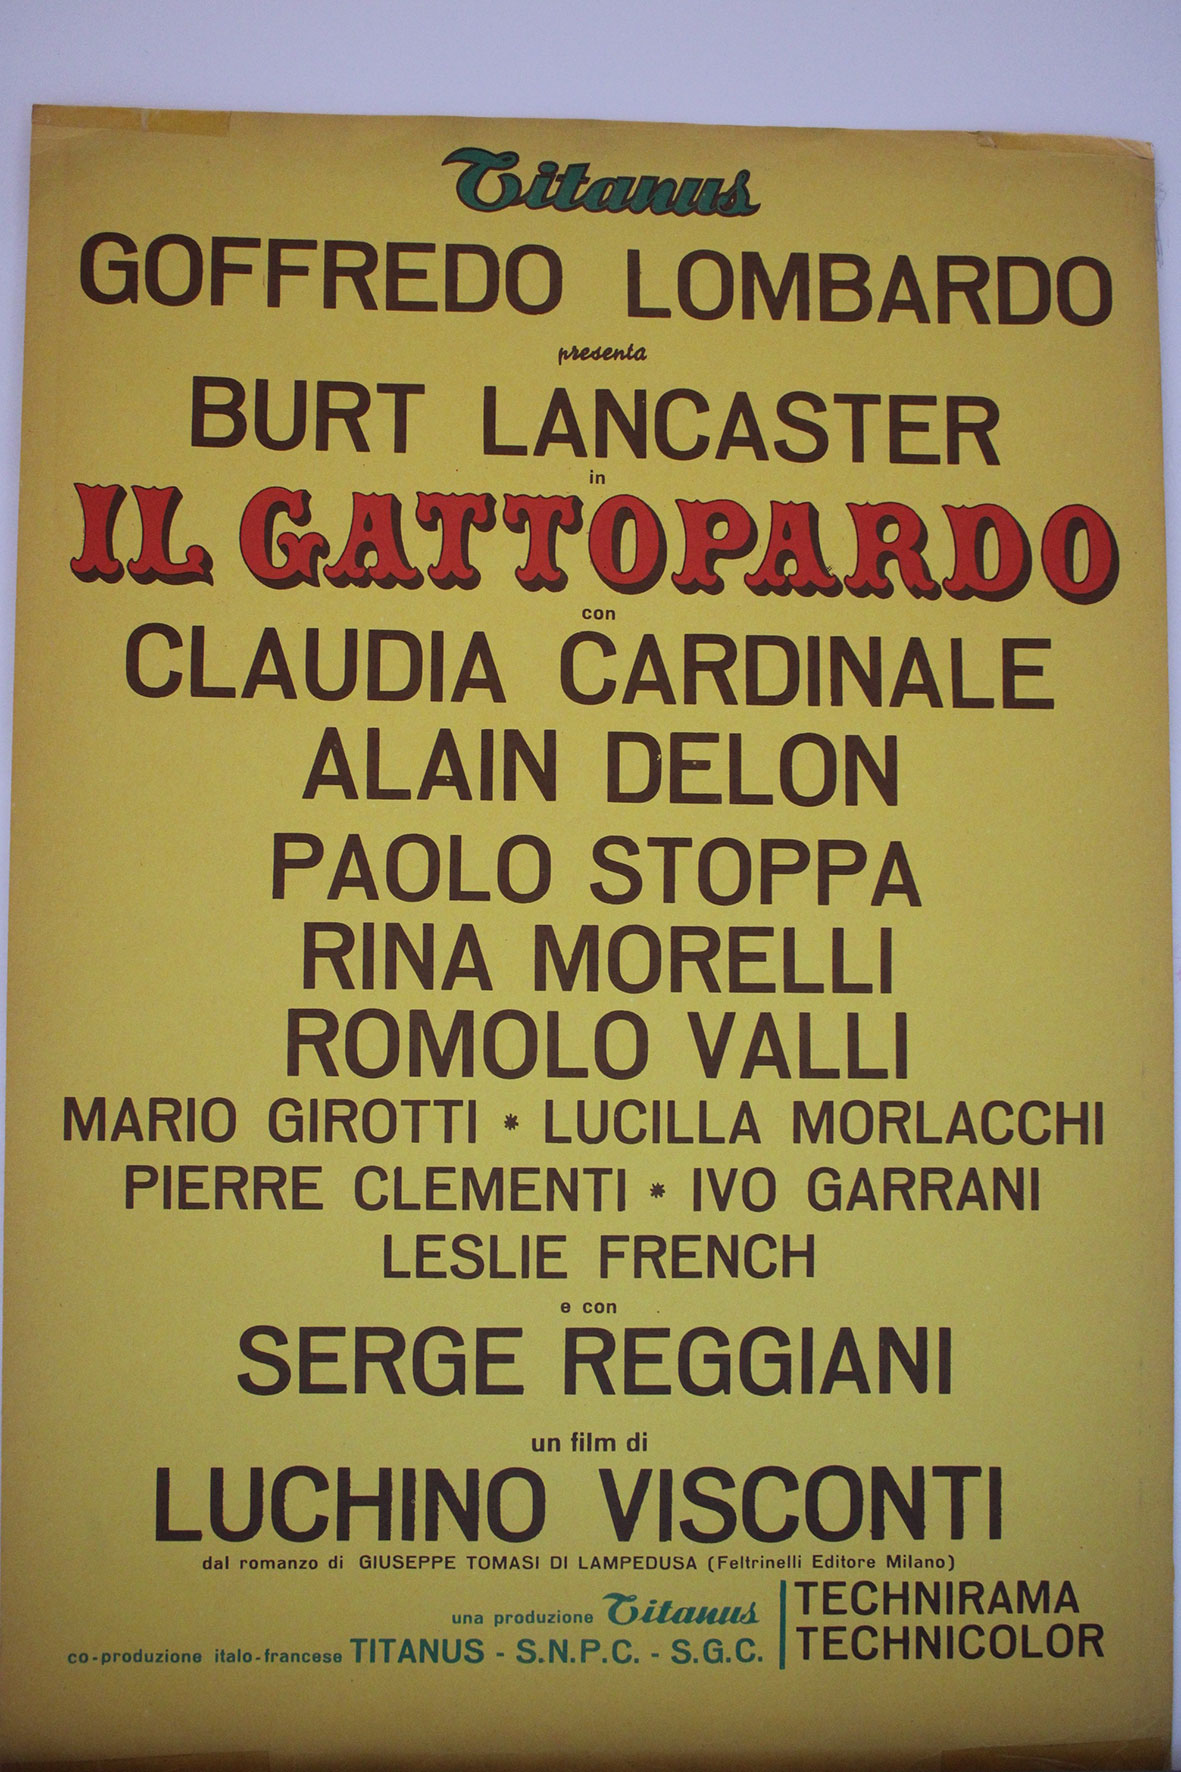 Titanus
GOFFREDO LOMBARDO
presenta
BURT LANCASTER
in
IL GATTOPARDO
con
CLAUDIA CARDINALE
ALAIN DELON
PAOLO STOPPA
RINA MORELLI
ROMOLO VALLI
MARIO GIROTTI * LUCILLA MORLACCHI
PIERRE CLEMENTI * IVO GARRANI
LESLIE FRENCH
e con
SERGE REGGIANI
un film di
LUCHINO VISCONTI
dal romanzo di GIUSEPPE TOMASI DI LAMPEDUSA (Feltrinelli Editore Milano)
una produzione Titanus
co-produzione italo-francese TITANUS - S.N.P.C. - S.G.C.
TECHNIRAMA
TECHNICOLOR